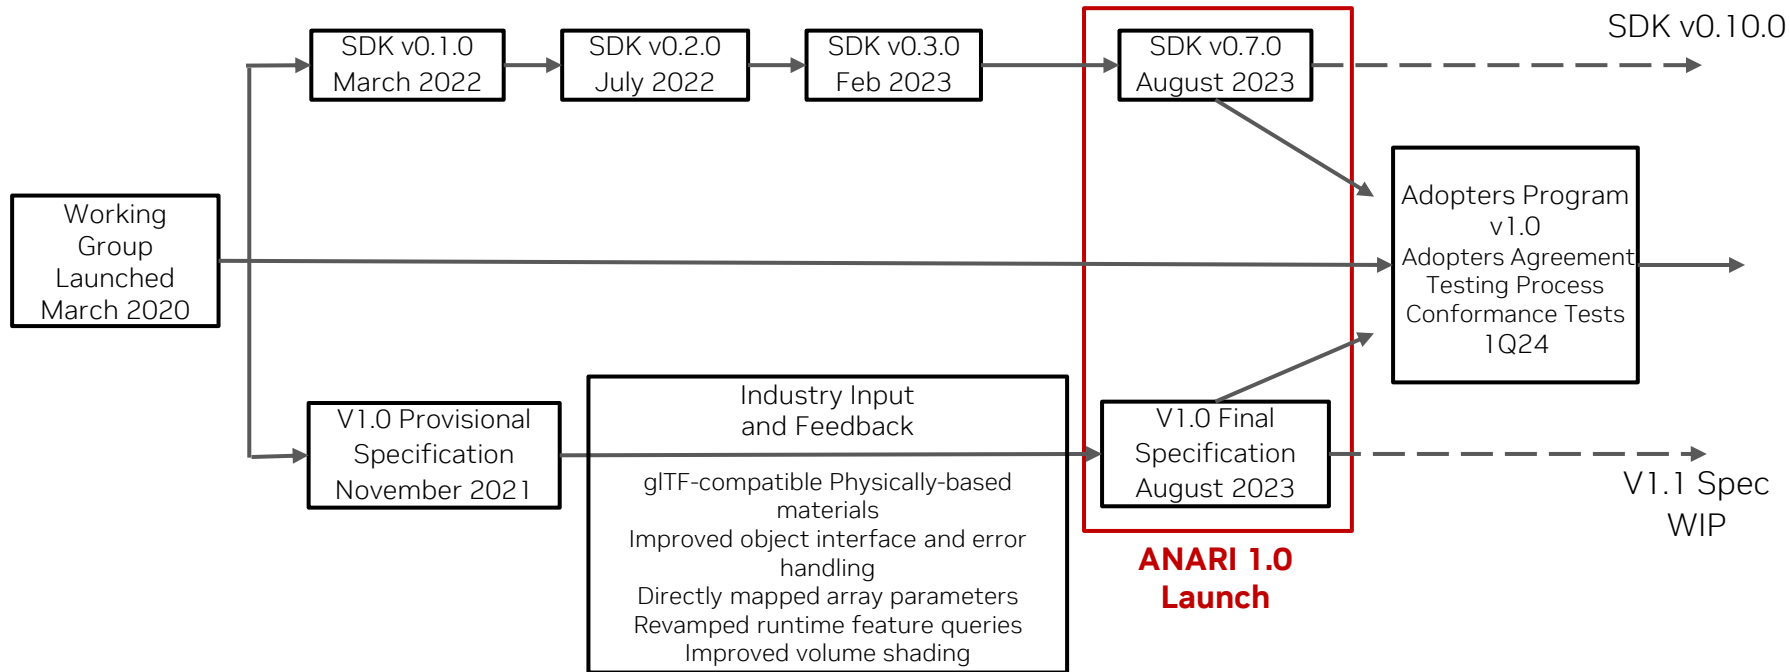 SDK v0.1.0
March 2022
SDK v0.2.0
July 2022
SDK v0.3.0
Feb 2023
SDK v0.7.0
August 2023
SDK v0.10.0
Working
Group
Launched
March 2020
Adopters Program
v1.0
Adopters Agreement
Testing Process
Conformance Tests
1Q24
V1.0 Provisional
Specification
November 2021
Industry Input
and Feedback
glTF-compatible Physically-based
materials
Improved object interface and error
handling
Directly mapped array parameters
Revamped runtime feature queries
Improved volume shading
V1.0 Final
Specification
August 2023
V1.1 Spec
WIP
ANARI 1.0
Launch